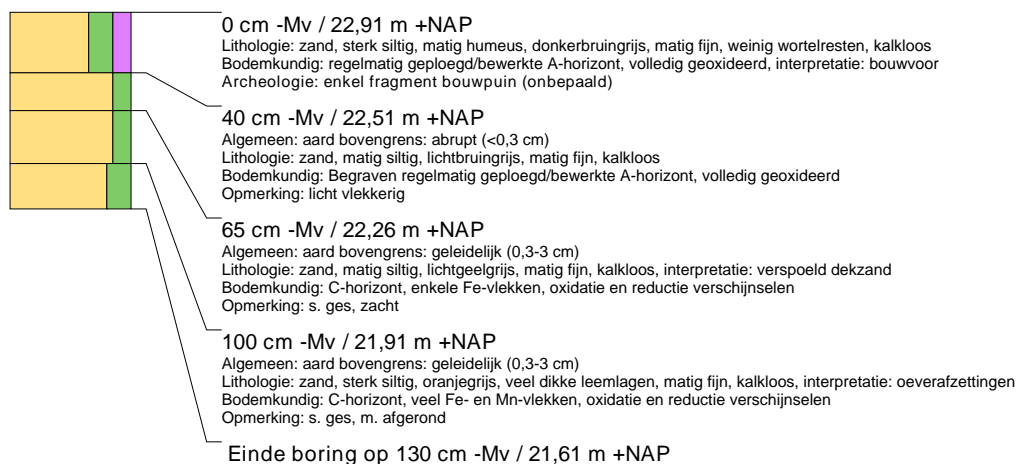 0 cm -Mv / 22,91 m +NAP
Lithologie: zand, sterk siltig, matig humeus, donkerbruingrijs, matig fijn, weinig wortelresten, kalkloos
Bodemkundig: regelmatig geploegd/bewerkte A-horizont, volledig geoxideerd, interpretatie: bouwvoor
Archeologie: enkel fragment bouwpuin (onbepaald)
40 cm -Mv / 22,51 m +NAP
Algemeen: aard bovengrens: abrupt (<0,3 cm)
Lithologie: zand, matig siltig, lichtbruingrijs, matig fijn, kalkloos
Bodemkundig: Begraven regelmatig geploegd/bewerkte A-horizont, volledig geoxideerd
Opmerking: licht vlekkerig
65 cm -Mv / 22,26 m +NAP
Algemeen: aard bovengrens: geleidelijk (0,3-3 cm)
Lithologie: zand, matig siltig, lichtgeelgrijs, matig fijn, kalkloos, interpretatie: verspoeld dekzand
Bodemkundig: C-horizont, enkele Fe-vlekken, oxidatie en reductie verschijnselen
Opmerking: s. ges, zacht
100 cm -Mv / 21,91 m +NAP
Algemeen: aard bovengrens: geleidelijk (0,3-3 cm)
Lithologie: zand, sterk siltig, oranjegrijs, veel dikke leemlagen, matig fijn, kalkloos, interpretatie: oeverafzettingen
Bodemkundig: C-horizont, veel Fe- en Mn-vlekken, oxidatie en reductie verschijnselen
Opmerking: s. ges, m. afgerond
Einde boring op 130 cm -Mv / 21,61 m +NAP